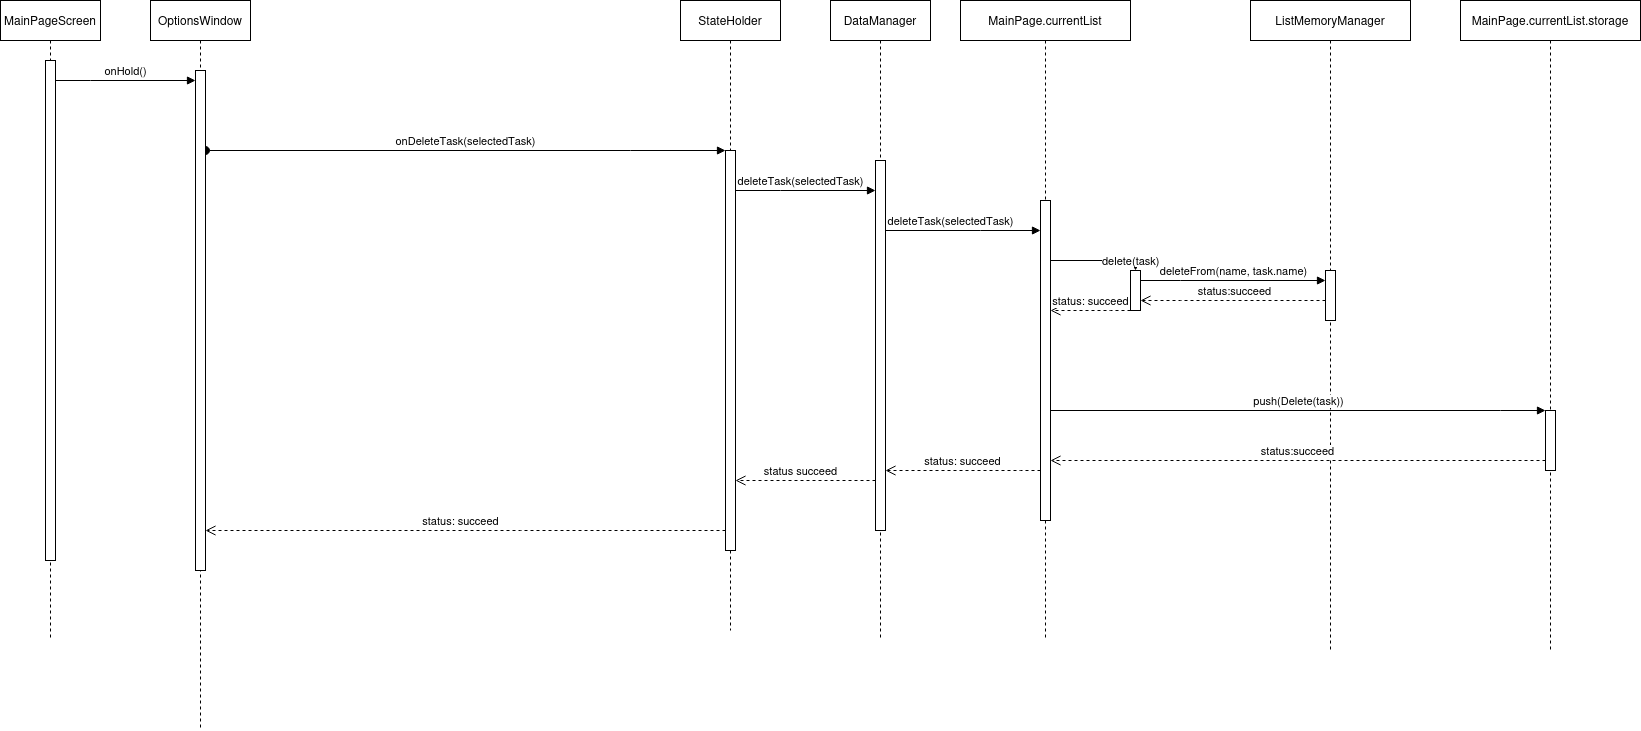 MainPageScreen
OptionsWindow
StateHolder
DataManager
MainPage.currentList
ListMemoryManager
MainPage.currentList.storage
onHold()
onDeleteTask(selectedTask)
deleteTask(selectedTask)
deleteTask(selectedTask)
delete(task)
deleteFrom(name, task.name)
status:succeed
status: succeed
push(Delete(task))
status:succeed
status: succeed
status succeed
status: succeed